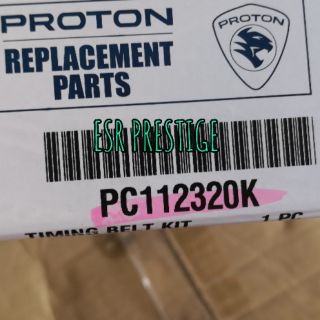 PROTON
PROTON
REPLACEMENT
PARTS
ESR PRESTIGE
PC112320K
TIMING BELT KIT 1 PC